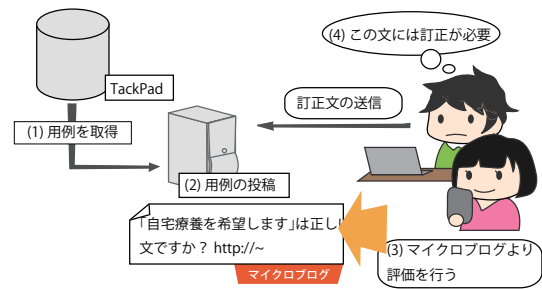 (4) この文には訂正が必要
TackPad
訂正文の送信
(1) 用例を取得
(2) 用例の投稿
「自宅療養を希望します」は正しい
文ですか? http://~
マイクロブログ
(3) マイクロブログより
評価を行う